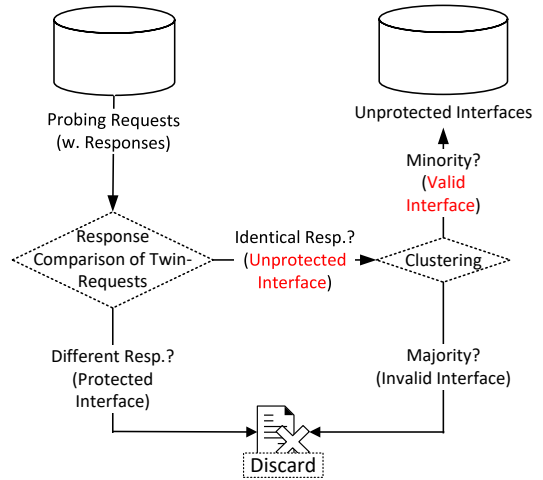 Probing Requests
(w. Responses)
Unprotected Interfaces
Minority?
(Valid
Interface)
Response
Comparison of Twin-
Requests
Identical Resp.?
(Unprotected
Interface)
Clustering
Different Resp.?
(Protected
Interface)
Majority?
(Invalid Interface)
Discard